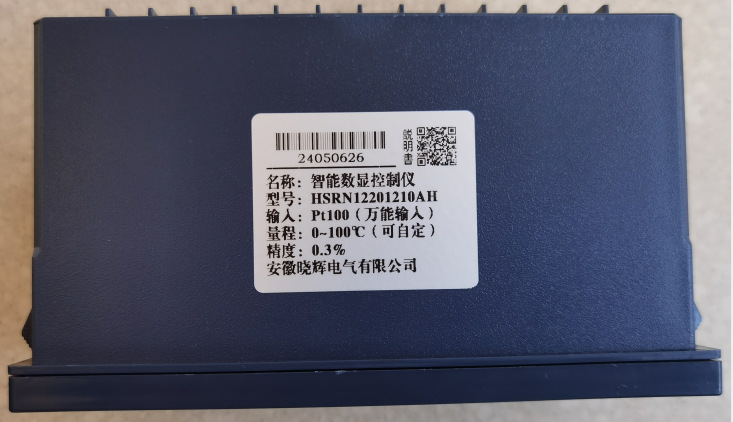 24050626
説明書
名称：智能数显控制仪
型号：HSRN12201210AH
输入：Pt100（万能输入）
量程：0~100℃（可自定）
精度：0.3%
安徽晓辉电气有限公司